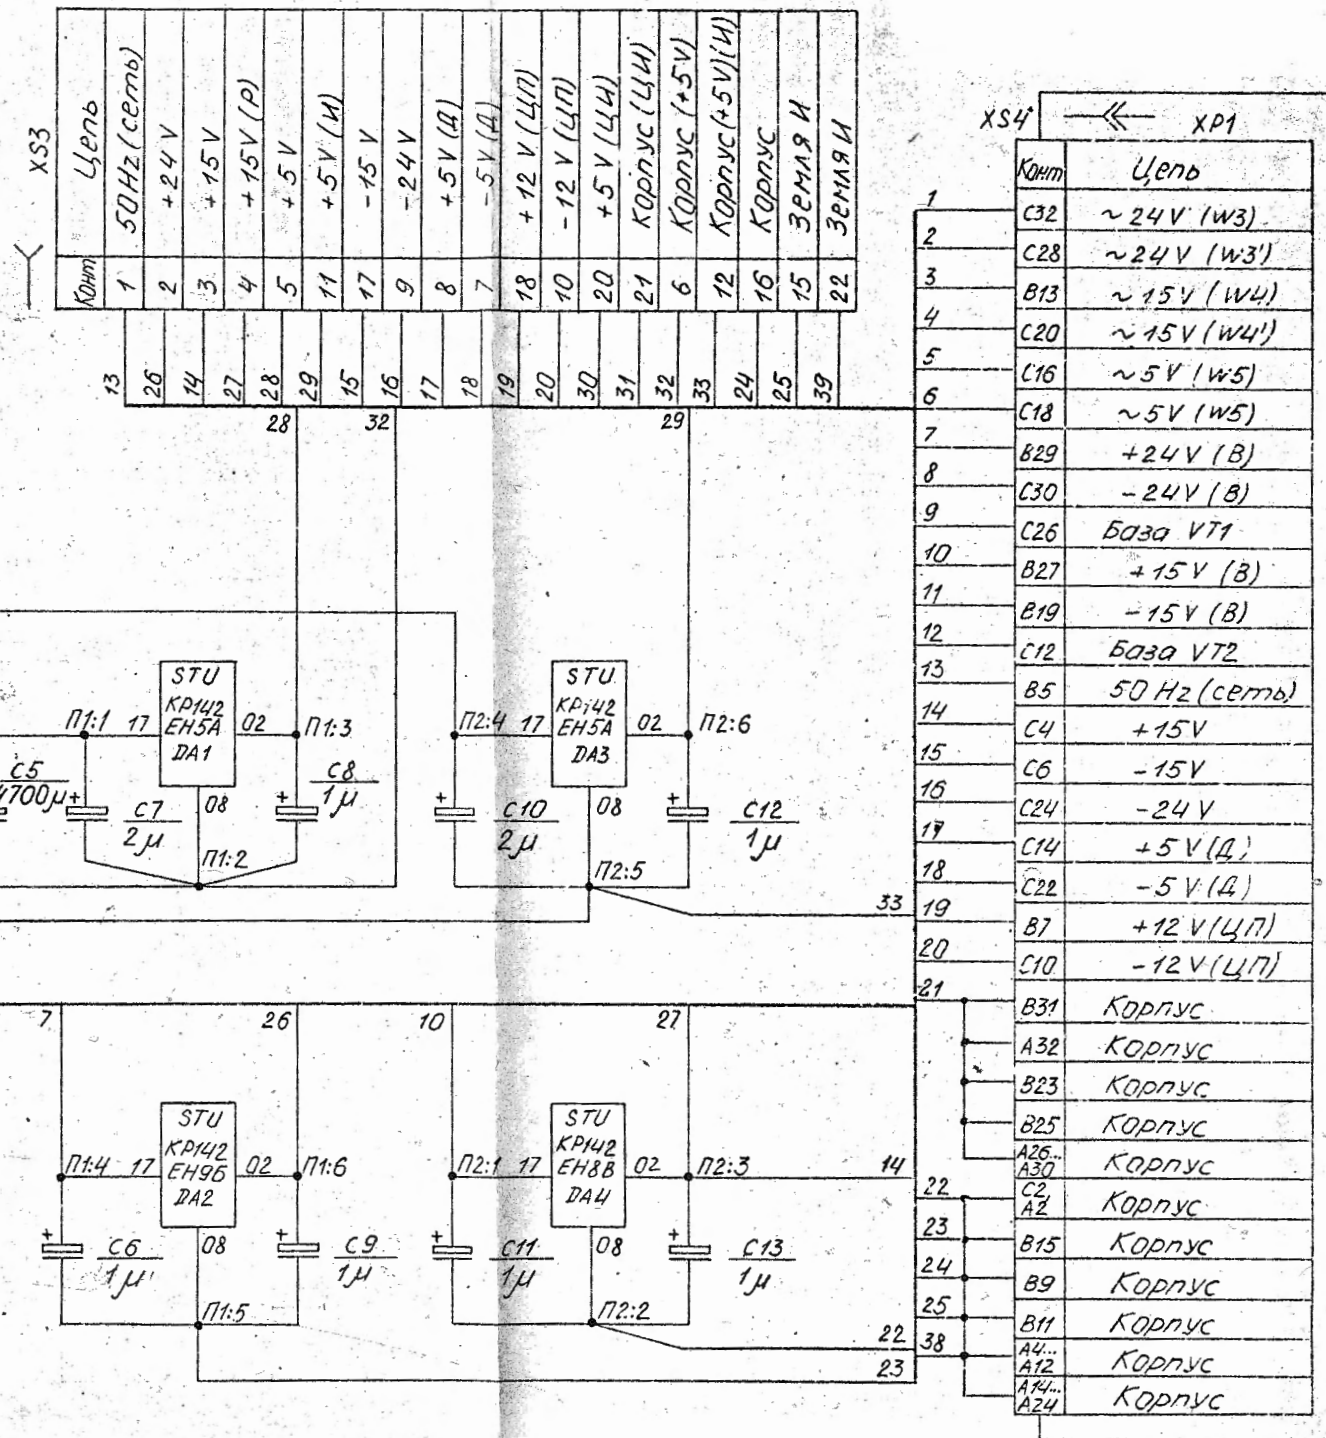 XS3
Конт Цепь
1 50Hz (сеть)
2 +24 V
3 +15 V
4 +15 V (P)
5 +5 V
11 +5 V (И)
17 -15 V
9 -24 V
8 +5 V (Д)
7 -5 V (Д)
18 +12 V (ЦП)
10 -12 V (ЦП)
20 +5 V (ЦИ)
21 Корпус (ЦИ)
6 Корпус (+5V)
12 Корпус (+5V)(И)
16 Корпус
15 Земля И
22 Земля И
13 26 14 27 28 29 15 16 17 18 19 20 30 31 32 33 24 25 39
28 32 29
XS4 XP1
Конт Цепь
1 C32 ~24V (W3)
2 C28 ~24V (W3')
3 B13 ~15V (W4)
4 C20 ~15V (W4')
5 C16 ~5V (W5)
6 C18 ~5V (W5)
7 B29 +24V (B)
8 C30 -24V (B)
9 C26 База VT1
10 B27 +15V (B)
11 B19 -15V (B)
12 C12 База VT2
13 B5 50 Hz (сеть)
14 C4 +15V
15 C6 -15V
16 C24 -24V
17 C14 +5V (Д)
18 C22 -5V (Д)
19 B7 +12V (ЦП)
20 C10 -12V (ЦП)
21 B31 Корпус
A32 Корпус
B23 Корпус
B25 Корпус
A26... A30 Корпус
22 C2 A2 Корпус
23 B15 Корпус
24 B9 Корпус
25 B11 Корпус
38 A4... A12 Корпус
A14... A24 Корпус
П1:1 17 STU КР142 ЕН5А DA1 02 П1:3
08
П1:2
C5 4700μ
C7 2μ
C8 1μ
П2:4 17 STU КР142 ЕН5А DA3 02 П2:6
08
П2:5
C10 2μ
C12 1μ
33
7 26 10 27
П1:4 17 STU КР142 ЕН9Б DA2 02 П1:6
08
П1:5
C6 1μ
C9 1μ
П2:1 17 STU КР142 ЕН8В DA4 02 П2:3
14
08
П2:2
C11 1μ
C13 1μ
22
23